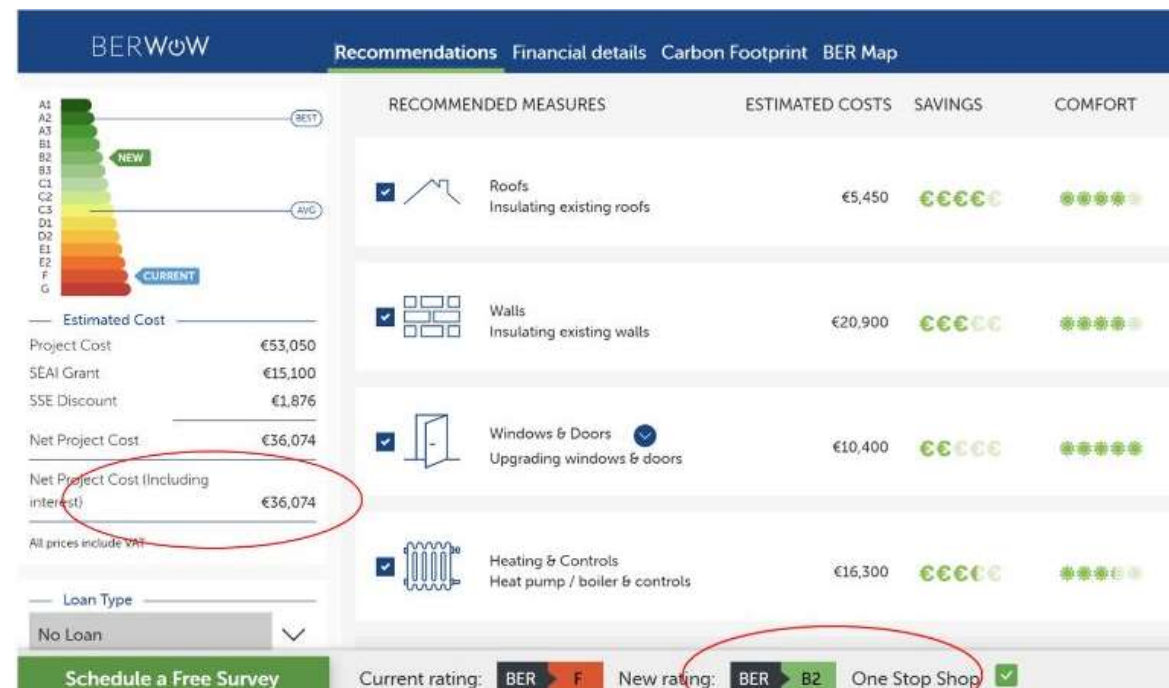 BERWOW
Recommendations Financial details Carbon Footprint BER Map
A1
A2
A3
B1
B2
B3
C1
C2
C3
D1
D2
E1
E2
F
G
BEST
NEW
AVG
CURRENT
Estimated Cost
Project Cost €53,050
SEAI Grant €15,100
SSE Discount €1,876
Net Project Cost €36,074
Net Project Cost (Including
interest) €36,074
All prices include VAT
Loan Type
No Loan
Schedule a Free Survey
RECOMMENDED MEASURES ESTIMATED COSTS SAVINGS COMFORT
Roofs
Insulating existing roofs
€5,450 €€€€€
Walls
Insulating existing walls
€20,900 €€€€€
Windows & Doors
Upgrading windows & doors
€10,400 €€€€€
Heating & Controls
Heat pump / boiler & controls
€16,300 €€€€€
Current rating: BER F New rating: BER B2 One Stop Shop